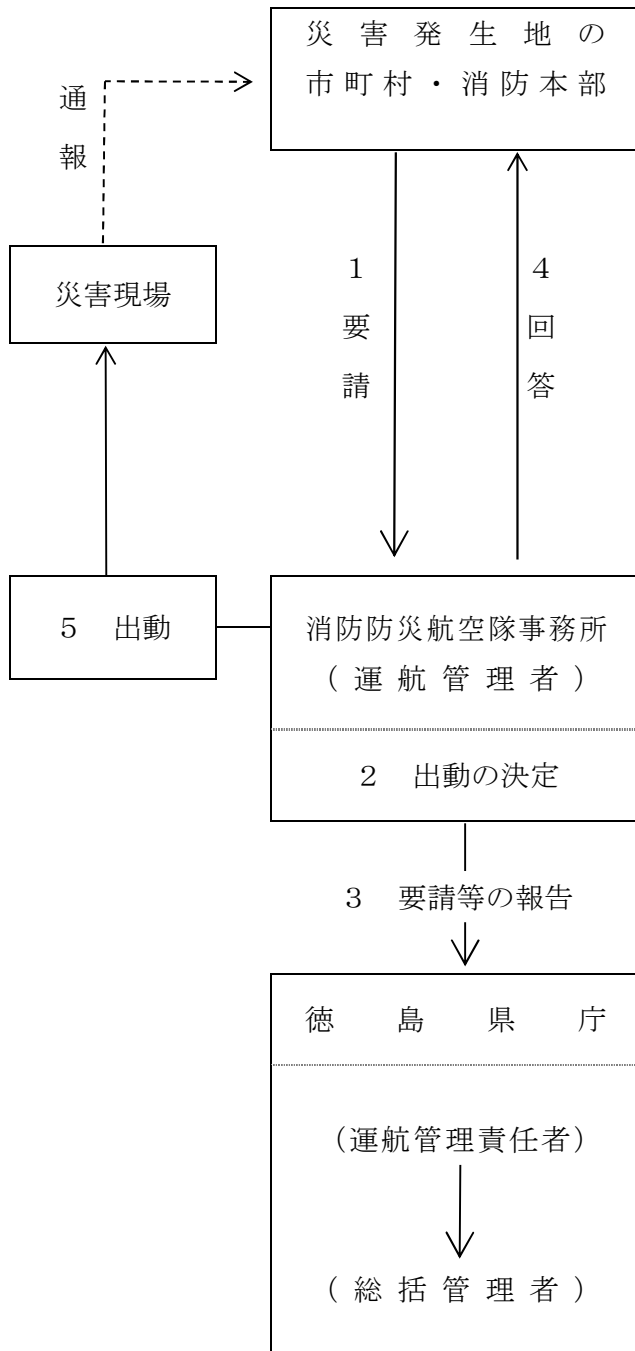 災害発生地の
市町村・消防本部
通報
災害現場
1要請
4回答
5　出動
消防防災航空隊事務所
(運航管理者)
2　出動の決定
3　要請等の報告
徳島県庁
(運航管理責任者)
(総括管理者)